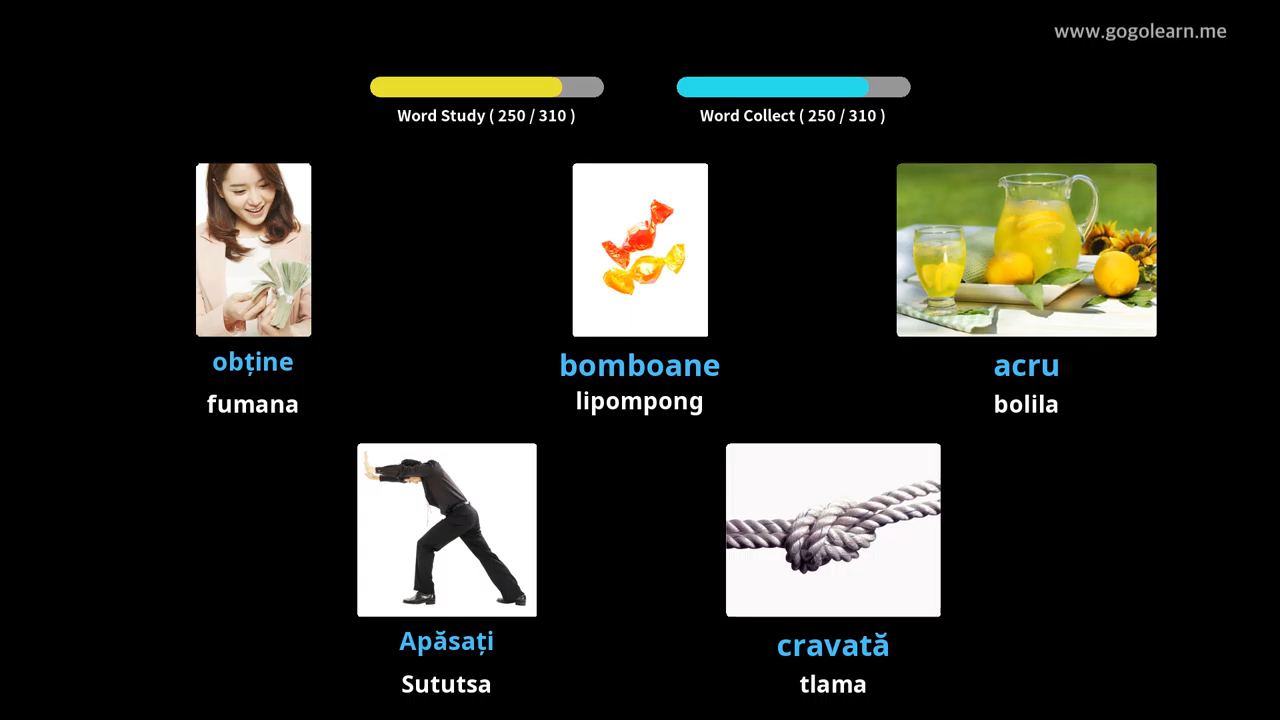 www.gogolearn.me
Word Study ( 250 / 310 )
Word Collect ( 250 / 310 )
obține
fumana
bomboane
lipompong
acru
bolila
Apăsați
Sututsa
cravată
tlama